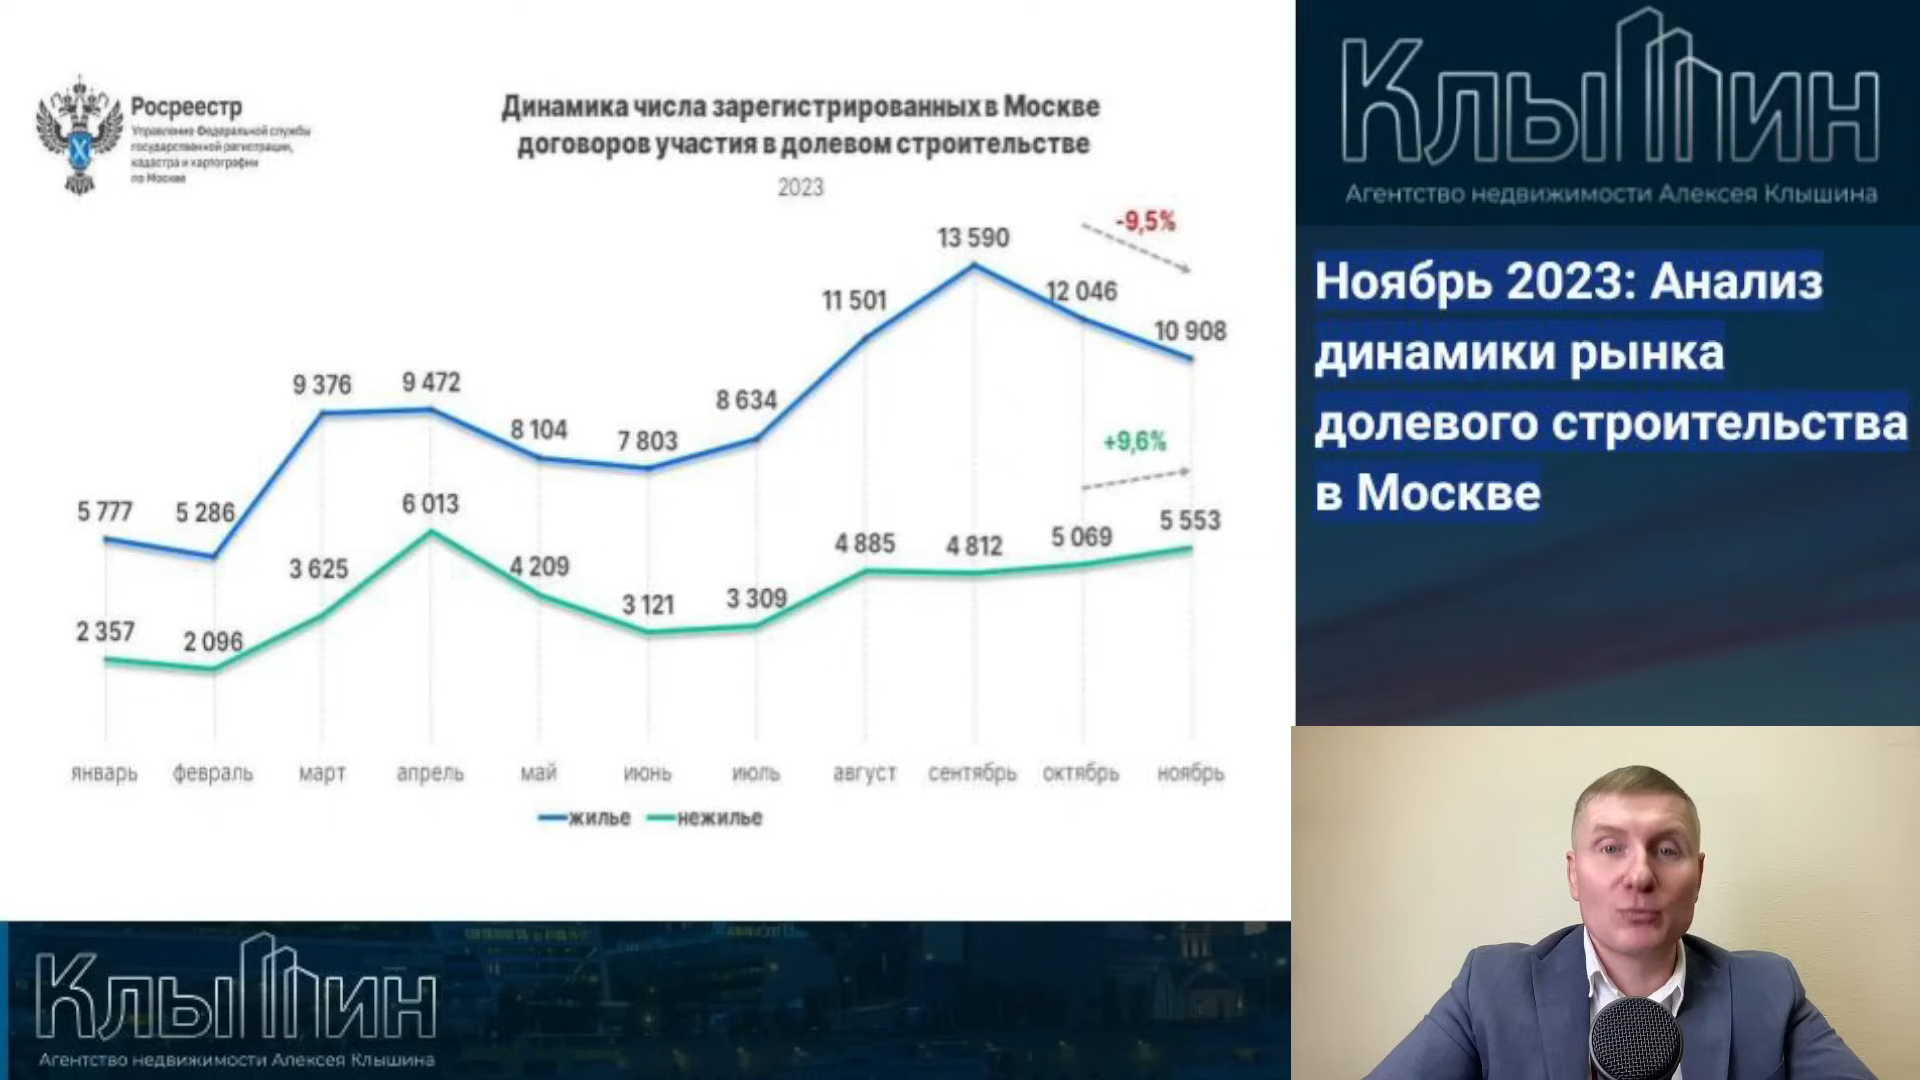 Росреестр
Управление Федеральной службы
государственной регистрации,
кадастра и картографии
по Москве
Динамика числа зарегистрированных в Москве
договоров участия в долевом строительстве
2023
-9,5%
13 590
12 046
11 501
10 908
9 376
9 472
8 634
8 104
7 803
+9,6%
5 777
5 286
6 013
5 553
4 885
4 812
5 069
3 625
4 209
3 121
3 309
2 357
2 096
январь февраль март апрель май июнь июль август сентябрь октябрь ноябрь
жилье нежилье
Клышин
Агентство недвижимости Алексея Клышина
Ноябрь 2023: Анализ
динамики рынка
долевого строительства
в Москве
Клышин
Агентство недвижимости Алексея Клышина